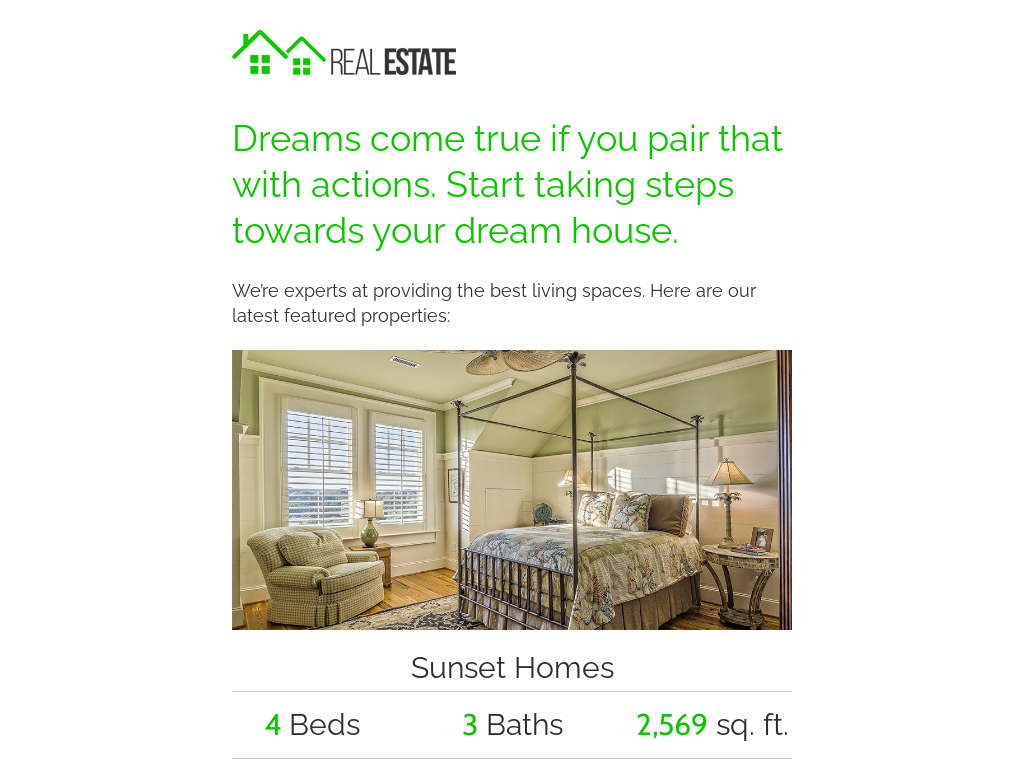 REAL ESTATE
Dreams come true if you pair that
with actions. Start taking steps
towards your dream house.
We’re experts at providing the best living spaces. Here are our
latest featured properties:
Sunset Homes
4 Beds 3 Baths 2,569 sq. ft.